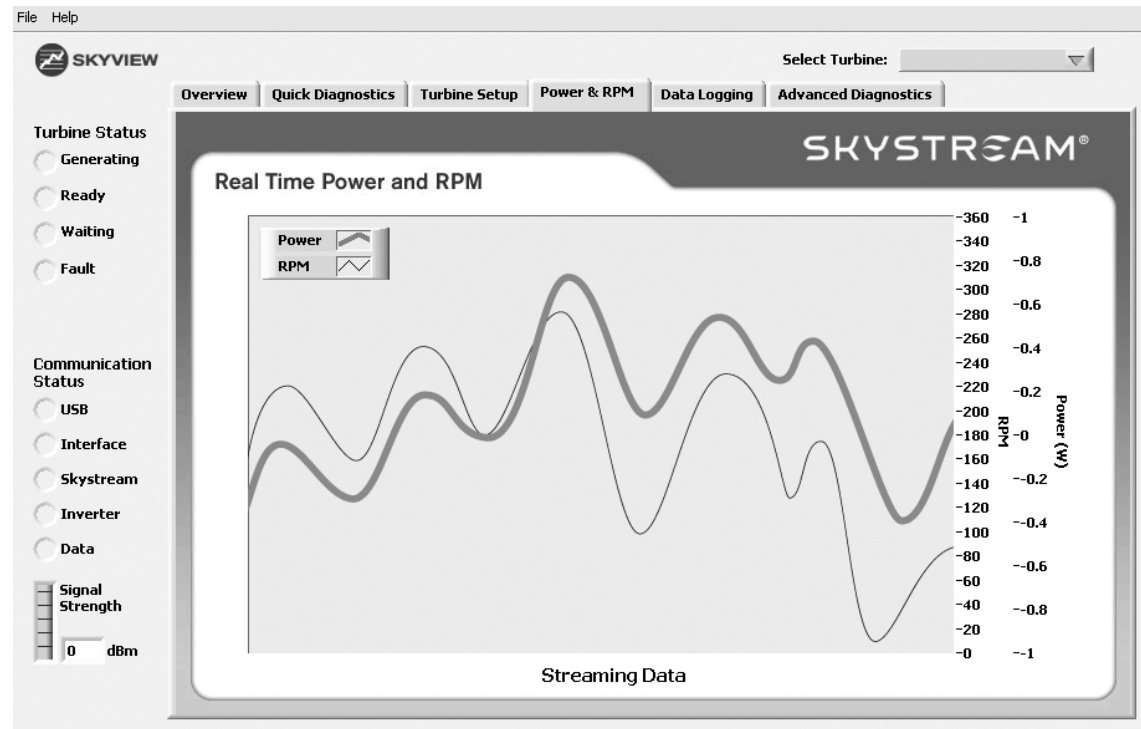 File Help
SKYVIEW
Select Turbine:
Overview Quick Diagnostics Turbine Setup Power & RPM Data Logging Advanced Diagnostics
Turbine Status
Generating
Ready
Waiting
Fault
Communication
Status
USB
Interface
Skystream
Inverter
Data
Signal
Strength
0 dBm
SKYSTREAM®
Real Time Power and RPM
Power
RPM
-360
-340
-320
-300
-280
-260
-240
-220
-200
-180
-160
-140
-120
-100
-80
-60
-40
-20
-0
RPM
-1
-0.8
-0.6
-0.4
-0.2
-0
--0.2
--0.4
--0.6
--0.8
--1
Power (W)
Streaming Data